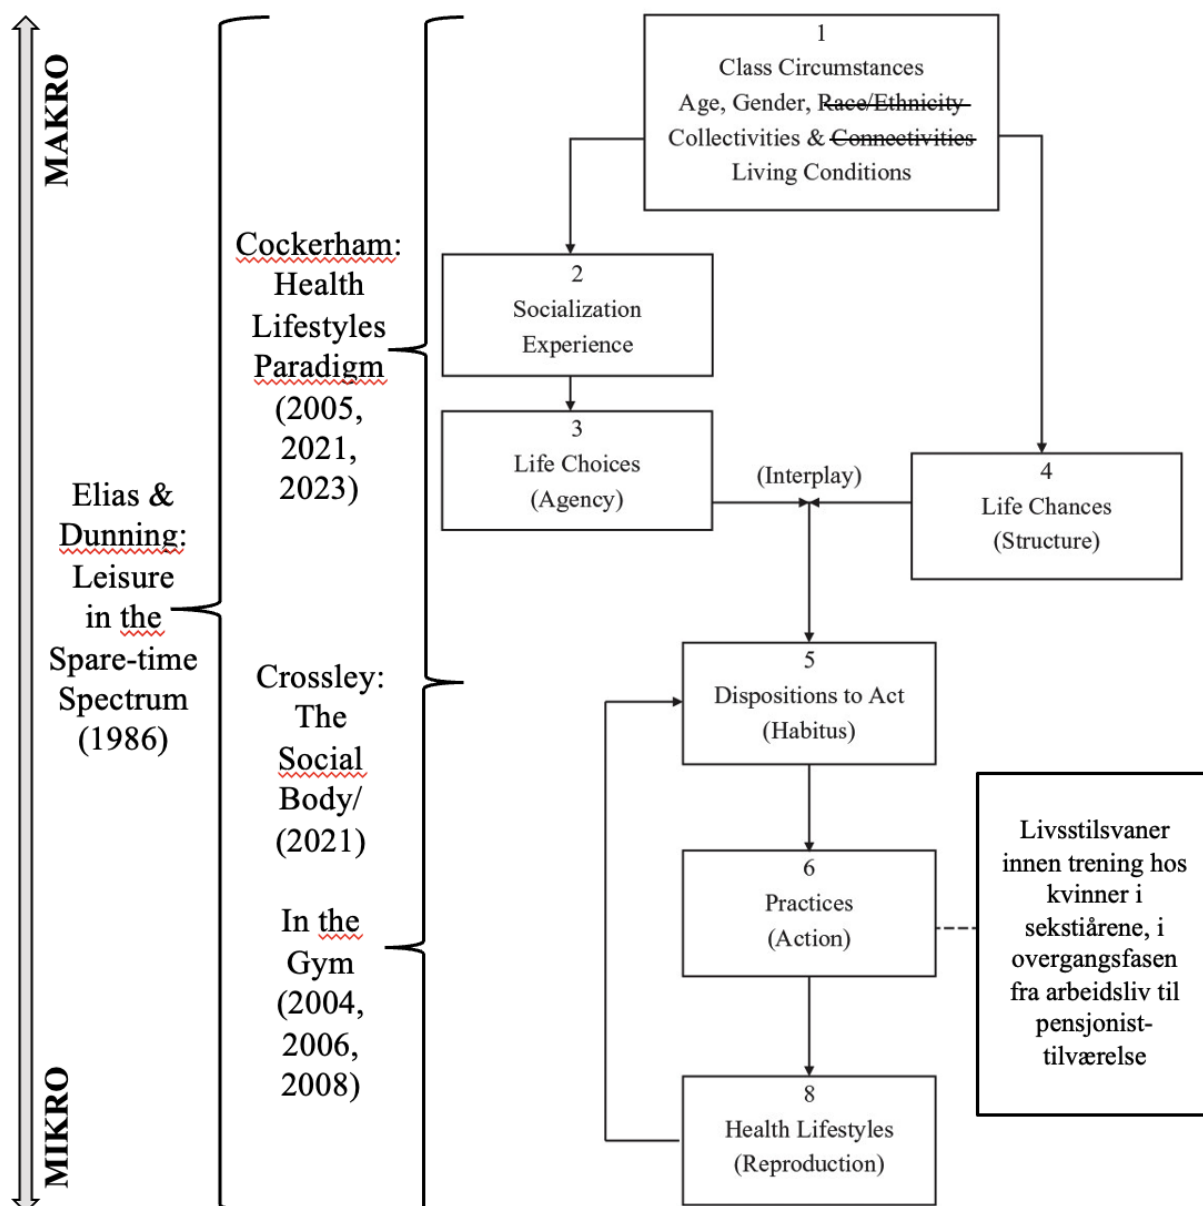 MAKRO
MIKRO
Elias &
Dunning:
Leisure
in the
Spare-time
Spectrum
(1986)
Cockerham:
Health
Lifestyles
Paradigm
(2005,
2021,
2023)
Crossley:
The
Social
Body/
(2021)
In the
Gym
(2004,
2006,
2008)
1
Class Circumstances
Age, Gender, Race/Ethnicity
Collectivities & Connectivities
Living Conditions
2
Socialization
Experience
3
Life Choices
(Agency)
(Interplay)
4
Life Chances
(Structure)
5
Dispositions to Act
(Habitus)
6
Practices
(Action)
Livsstilsvaner
innen trening hos
kvinner i
sekstiårene, i
overgangsfasen
fra arbeidsliv til
pensjonist-
tilværelse
8
Health Lifestyles
(Reproduction)